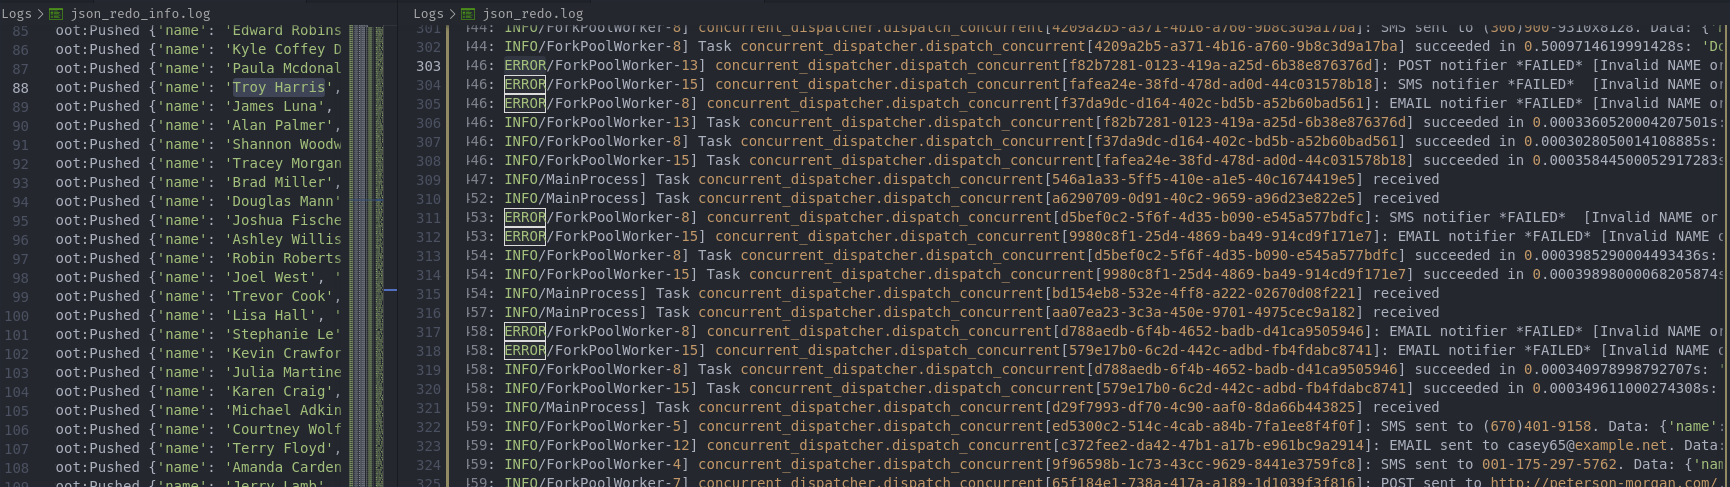 Logs > json_redo_info.log
85 oot:Pushed {'name': 'Edward Robins
86 oot:Pushed {'name': 'Kyle Coffey D
87 oot:Pushed {'name': 'Paula Mcdonal
88 oot:Pushed {'name': 'Troy Harris',
89 oot:Pushed {'name': 'James Luna',
90 oot:Pushed {'name': 'Alan Palmer',
91 oot:Pushed {'name': 'Shannon Woodw
92 oot:Pushed {'name': 'Tracey Morgan
93 oot:Pushed {'name': 'Brad Miller',
94 oot:Pushed {'name': 'Douglas Mann'
95 oot:Pushed {'name': 'Joshua Fische
96 oot:Pushed {'name': 'Ashley Willis
97 oot:Pushed {'name': 'Robin Roberts
98 oot:Pushed {'name': 'Joel West', '
99 oot:Pushed {'name': 'Trevor Cook',
100 oot:Pushed {'name': 'Lisa Hall', '
101 oot:Pushed {'name': 'Stephanie Le'
102 oot:Pushed {'name': 'Kevin Crawfor
103 oot:Pushed {'name': 'Julia Martine
104 oot:Pushed {'name': 'Karen Craig',
105 oot:Pushed {'name': 'Michael Adkin
106 oot:Pushed {'name': 'Courtney Wolf
107 oot:Pushed {'name': 'Terry Floyd',
108 oot:Pushed {'name': 'Amanda Carden
109 oot:Pushed {'name': 'Jerry Lamb',
Logs > json_redo.log
301 44: INFO/ForkPoolWorker-8] concurrent_dispatcher.dispatch_concurrent[4209a2b5-a371-4b16-a760-9b8c3d9a17ba]: SMS sent to (306)900-9310x8128. Data: {'
302 44: INFO/ForkPoolWorker-8] Task concurrent_dispatcher.dispatch_concurrent[4209a2b5-a371-4b16-a760-9b8c3d9a17ba] succeeded in 0.5009714619991428s: 'Do
303 46: ERROR/ForkPoolWorker-13] concurrent_dispatcher.dispatch_concurrent[f82b7281-0123-419a-a25d-6b38e876376d]: POST notifier *FAILED* [Invalid NAME or
304 46: ERROR/ForkPoolWorker-15] concurrent_dispatcher.dispatch_concurrent[fafea24e-38fd-478d-ad0d-44c031578b18]: SMS notifier *FAILED*  [Invalid NAME or
305 46: ERROR/ForkPoolWorker-8] concurrent_dispatcher.dispatch_concurrent[f37da9dc-d164-402c-bd5b-a52b60bad561]: EMAIL notifier *FAILED* [Invalid NAME or
306 46: INFO/ForkPoolWorker-13] Task concurrent_dispatcher.dispatch_concurrent[f82b7281-0123-419a-a25d-6b38e876376d] succeeded in 0.0003360520004207501s:
307 46: INFO/ForkPoolWorker-8] Task concurrent_dispatcher.dispatch_concurrent[f37da9dc-d164-402c-bd5b-a52b60bad561] succeeded in 0.0003028050014108885s:
308 46: INFO/ForkPoolWorker-15] Task concurrent_dispatcher.dispatch_concurrent[fafea24e-38fd-478d-ad0d-44c031578b18] succeeded in 0.00035844500052917283s
309 47: INFO/MainProcess] Task concurrent_dispatcher.dispatch_concurrent[546a1a33-5ff5-410e-a1e5-40c1674419e5] received
310 52: INFO/MainProcess] Task concurrent_dispatcher.dispatch_concurrent[a6290709-0d91-40c2-9659-a96d23e822e5] received
311 53: ERROR/ForkPoolWorker-8] concurrent_dispatcher.dispatch_concurrent[d5bef0c2-5f6f-4d35-b090-e545a577bdfc]: SMS notifier *FAILED*  [Invalid NAME or
312 53: ERROR/ForkPoolWorker-15] concurrent_dispatcher.dispatch_concurrent[9980c8f1-25d4-4869-ba49-914cd9f171e7]: EMAIL notifier *FAILED* [Invalid NAME o
313 54: INFO/ForkPoolWorker-8] Task concurrent_dispatcher.dispatch_concurrent[d5bef0c2-5f6f-4d35-b090-e545a577bdfc] succeeded in 0.0003985290004493436s:
314 54: INFO/ForkPoolWorker-15] Task concurrent_dispatcher.dispatch_concurrent[9980c8f1-25d4-4869-ba49-914cd9f171e7] succeeded in 0.00039898000068205874s
315 54: INFO/MainProcess] Task concurrent_dispatcher.dispatch_concurrent[bd154eb8-532e-4ff8-a222-02670d08f221] received
316 57: INFO/MainProcess] Task concurrent_dispatcher.dispatch_concurrent[aa07ea23-3c3a-450e-9701-4975cec9a182] received
317 58: ERROR/ForkPoolWorker-8] concurrent_dispatcher.dispatch_concurrent[d788aedb-6f4b-4652-badb-d41ca9505946]: EMAIL notifier *FAILED* [Invalid NAME or
318 58: ERROR/ForkPoolWorker-15] concurrent_dispatcher.dispatch_concurrent[579e17b0-6c2d-442c-adbd-fb4fdabc8741]: EMAIL notifier *FAILED* [Invalid NAME o
319 58: INFO/ForkPoolWorker-8] Task concurrent_dispatcher.dispatch_concurrent[d788aedb-6f4b-4652-badb-d41ca9505946] succeeded in 0.000340978998792707s: '
320 58: INFO/ForkPoolWorker-15] Task concurrent_dispatcher.dispatch_concurrent[579e17b0-6c2d-442c-adbd-fb4fdabc8741] succeeded in 0.000349611000274308s:
321 59: INFO/MainProcess] Task concurrent_dispatcher.dispatch_concurrent[d29f7993-df70-4c90-aaf0-8da66b443825] received
322 59: INFO/ForkPoolWorker-5] concurrent_dispatcher.dispatch_concurrent[ed5300c2-514c-4cab-a84b-7fa1ee8f4f0f]: SMS sent to (670)401-9158. Data: {'name':
323 59: INFO/ForkPoolWorker-12] concurrent_dispatcher.dispatch_concurrent[c372fee2-da42-47b1-a17b-e961bc9a2914]: EMAIL sent to casey65@example.net. Data:
324 59: INFO/ForkPoolWorker-4] concurrent_dispatcher.dispatch_concurrent[9f96598b-1c73-43cc-9629-8441e3759fc8]: SMS sent to 001-175-297-5762. Data: {'nam
325 59: INFO/ForkPoolWorker-7] concurrent_dispatcher.dispatch_concurrent[65f184e1-738a-417a-a189-1d1039f3f816]: POST sent to http://peterson-morgan.com/.